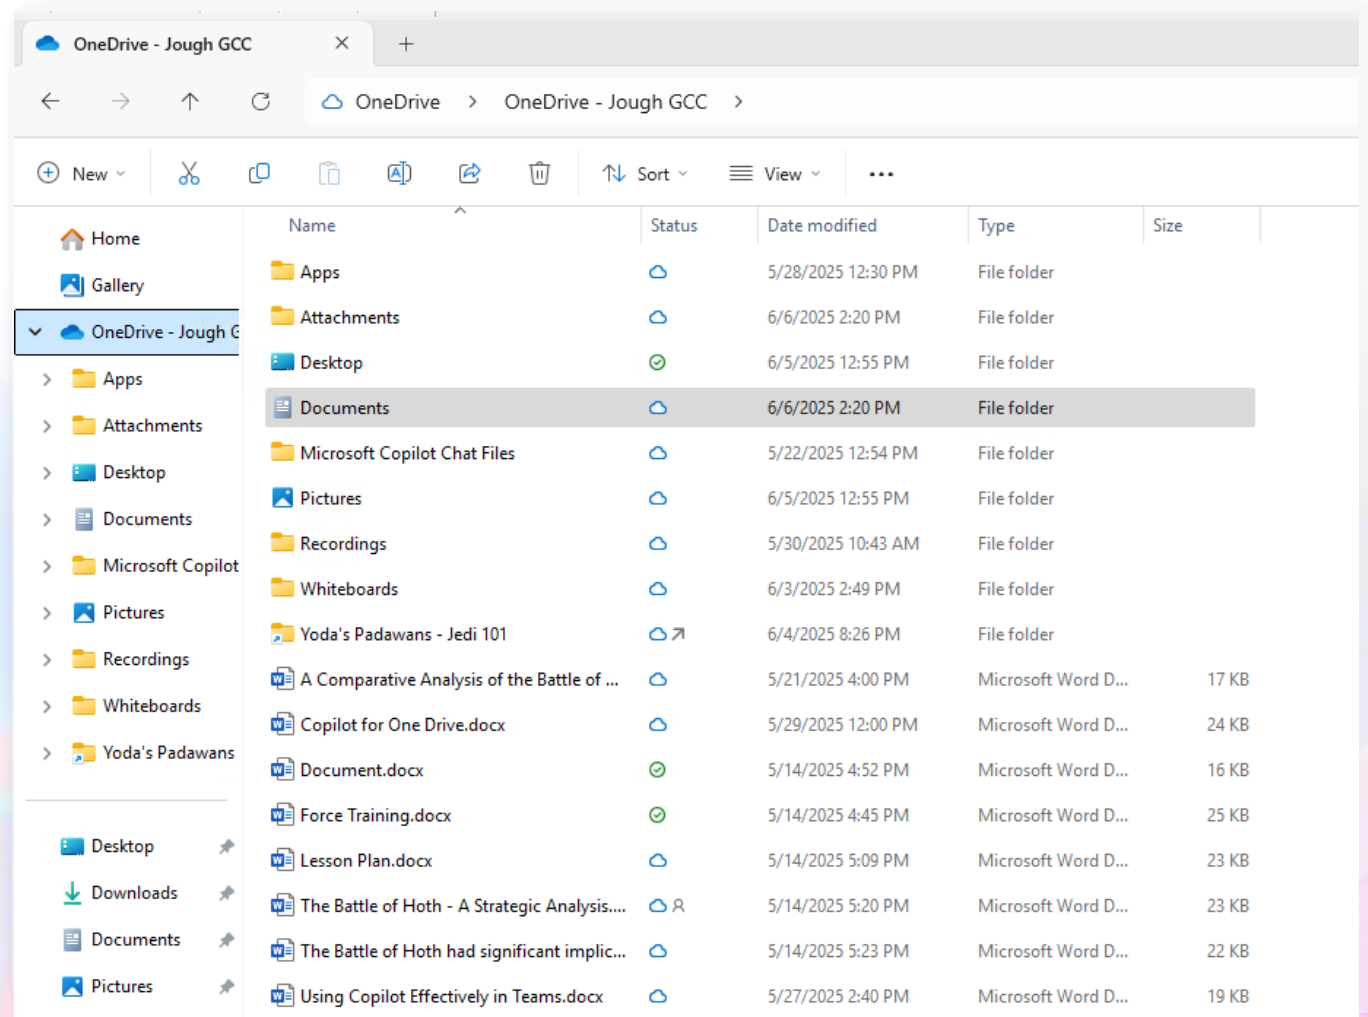 OneDrive - Jough GCC
OneDrive > OneDrive - Jough GCC >
New Sort View
Name Status Date modified Type Size
Home
Gallery
OneDrive - Jough G
Apps
Attachments
Desktop
Documents
Microsoft Copilot
Pictures
Recordings
Whiteboards
Yoda's Padawans
Desktop
Downloads
Documents
Pictures
Apps 5/28/2025 12:30 PM File folder
Attachments 6/6/2025 2:20 PM File folder
Desktop 6/5/2025 12:55 PM File folder
Documents 6/6/2025 2:20 PM File folder
Microsoft Copilot Chat Files 5/22/2025 12:54 PM File folder
Pictures 6/5/2025 12:55 PM File folder
Recordings 5/30/2025 10:43 AM File folder
Whiteboards 6/3/2025 2:49 PM File folder
Yoda's Padawans - Jedi 101 6/4/2025 8:26 PM File folder
A Comparative Analysis of the Battle of ... 5/21/2025 4:00 PM Microsoft Word D... 17 KB
Copilot for One Drive.docx 5/29/2025 12:00 PM Microsoft Word D... 24 KB
Document.docx 5/14/2025 4:52 PM Microsoft Word D... 16 KB
Force Training.docx 5/14/2025 4:45 PM Microsoft Word D... 25 KB
Lesson Plan.docx 5/14/2025 5:09 PM Microsoft Word D... 23 KB
The Battle of Hoth - A Strategic Analysis.... 5/14/2025 5:20 PM Microsoft Word D... 23 KB
The Battle of Hoth had significant implic... 5/14/2025 5:23 PM Microsoft Word D... 22 KB
Using Copilot Effectively in Teams.docx 5/27/2025 2:40 PM Microsoft Word D... 19 KB